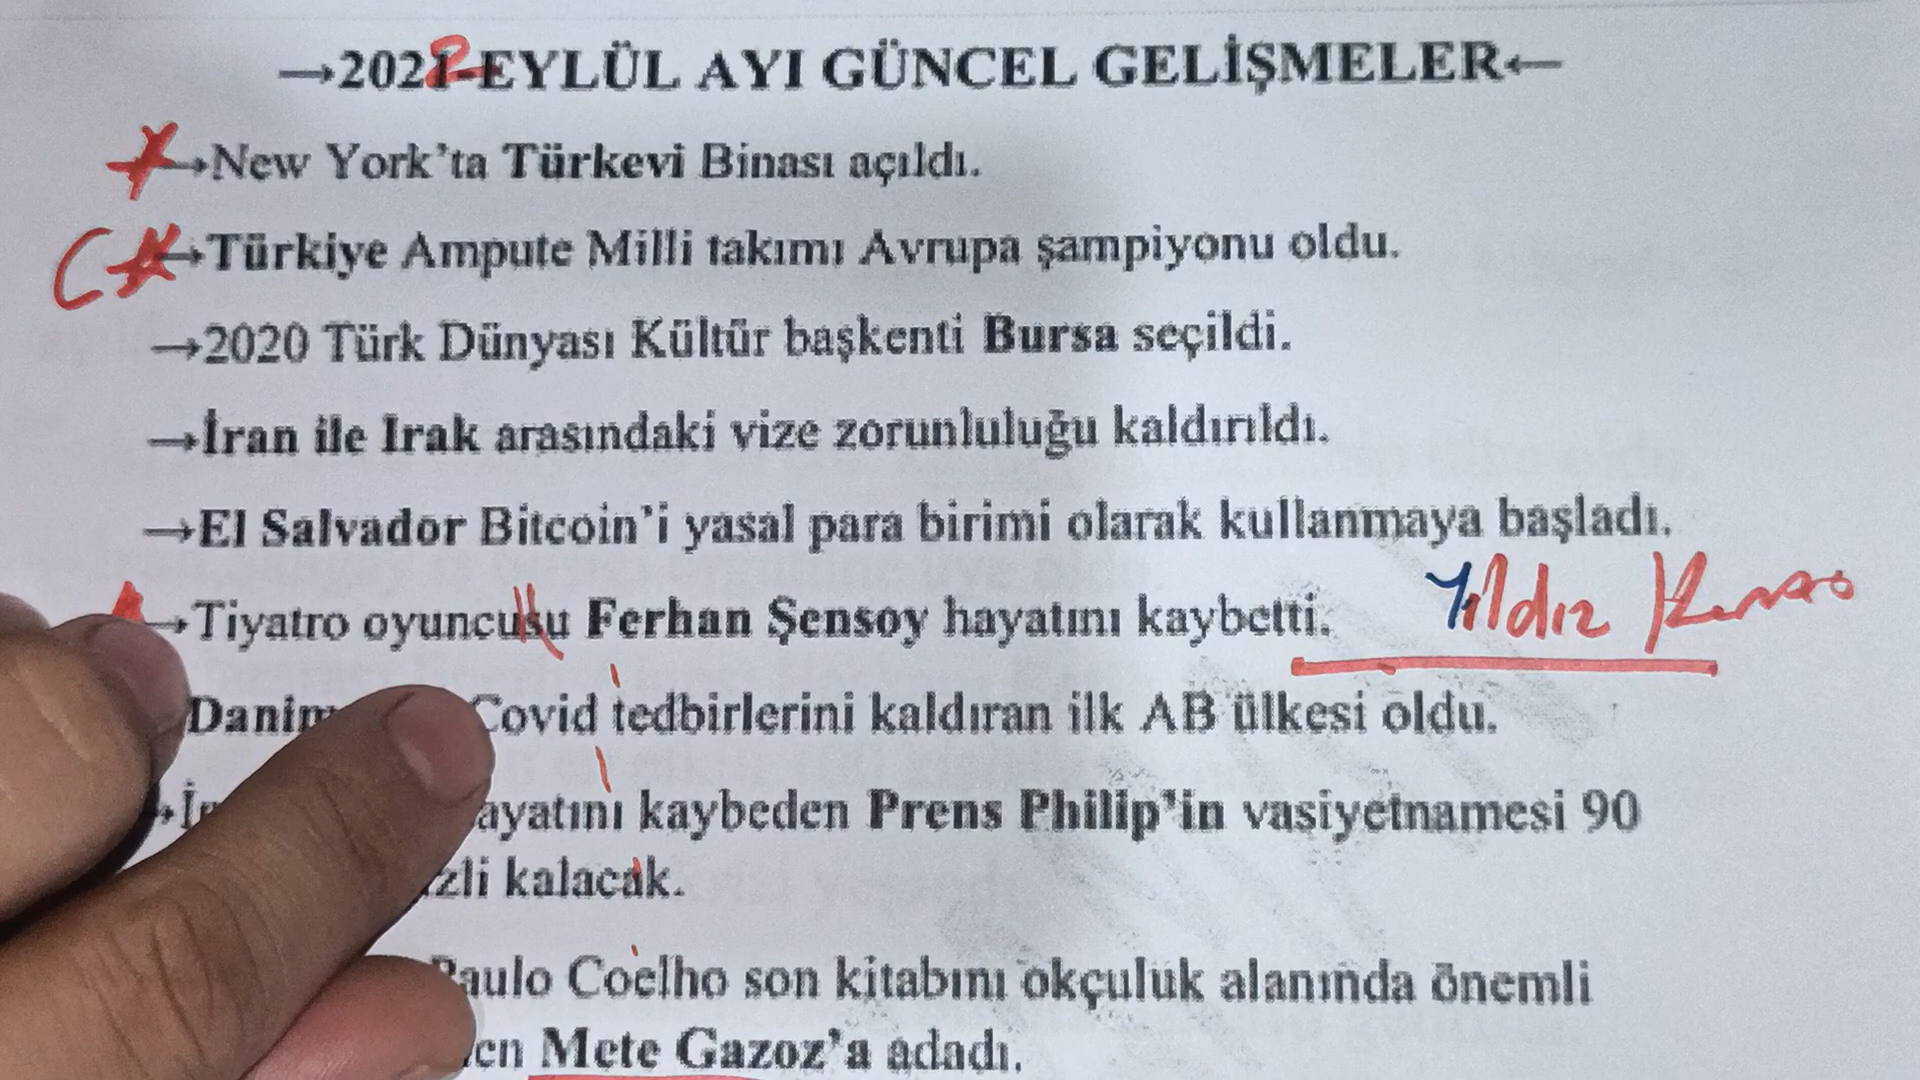 →2021-EYLÜL AYI GÜNCEL GELİŞMELER←
→New York'ta Türkevi Binası açıldı.
→Türkiye Ampute Milli takımı Avrupa şampiyonu oldu.
→2020 Türk Dünyası Kültür başkenti Bursa seçildi.
→İran ile Irak arasındaki vize zorunluluğu kaldırıldı.
→El Salvador Bitcoin'i yasal para birimi olarak kullanmaya başladı.
→Tiyatro oyuncusu Ferhan Şensoy hayatını kaybetti. Yıldız
Covid tedbirlerini kaldıran ilk AB ülkesi oldu.
kaybeden Prens Philip'in vasiyetnamesi 90
kalacak.
Paulo Coelho son kitabını okçuluk alanında önemli
Mete Gazoz'a adadı.